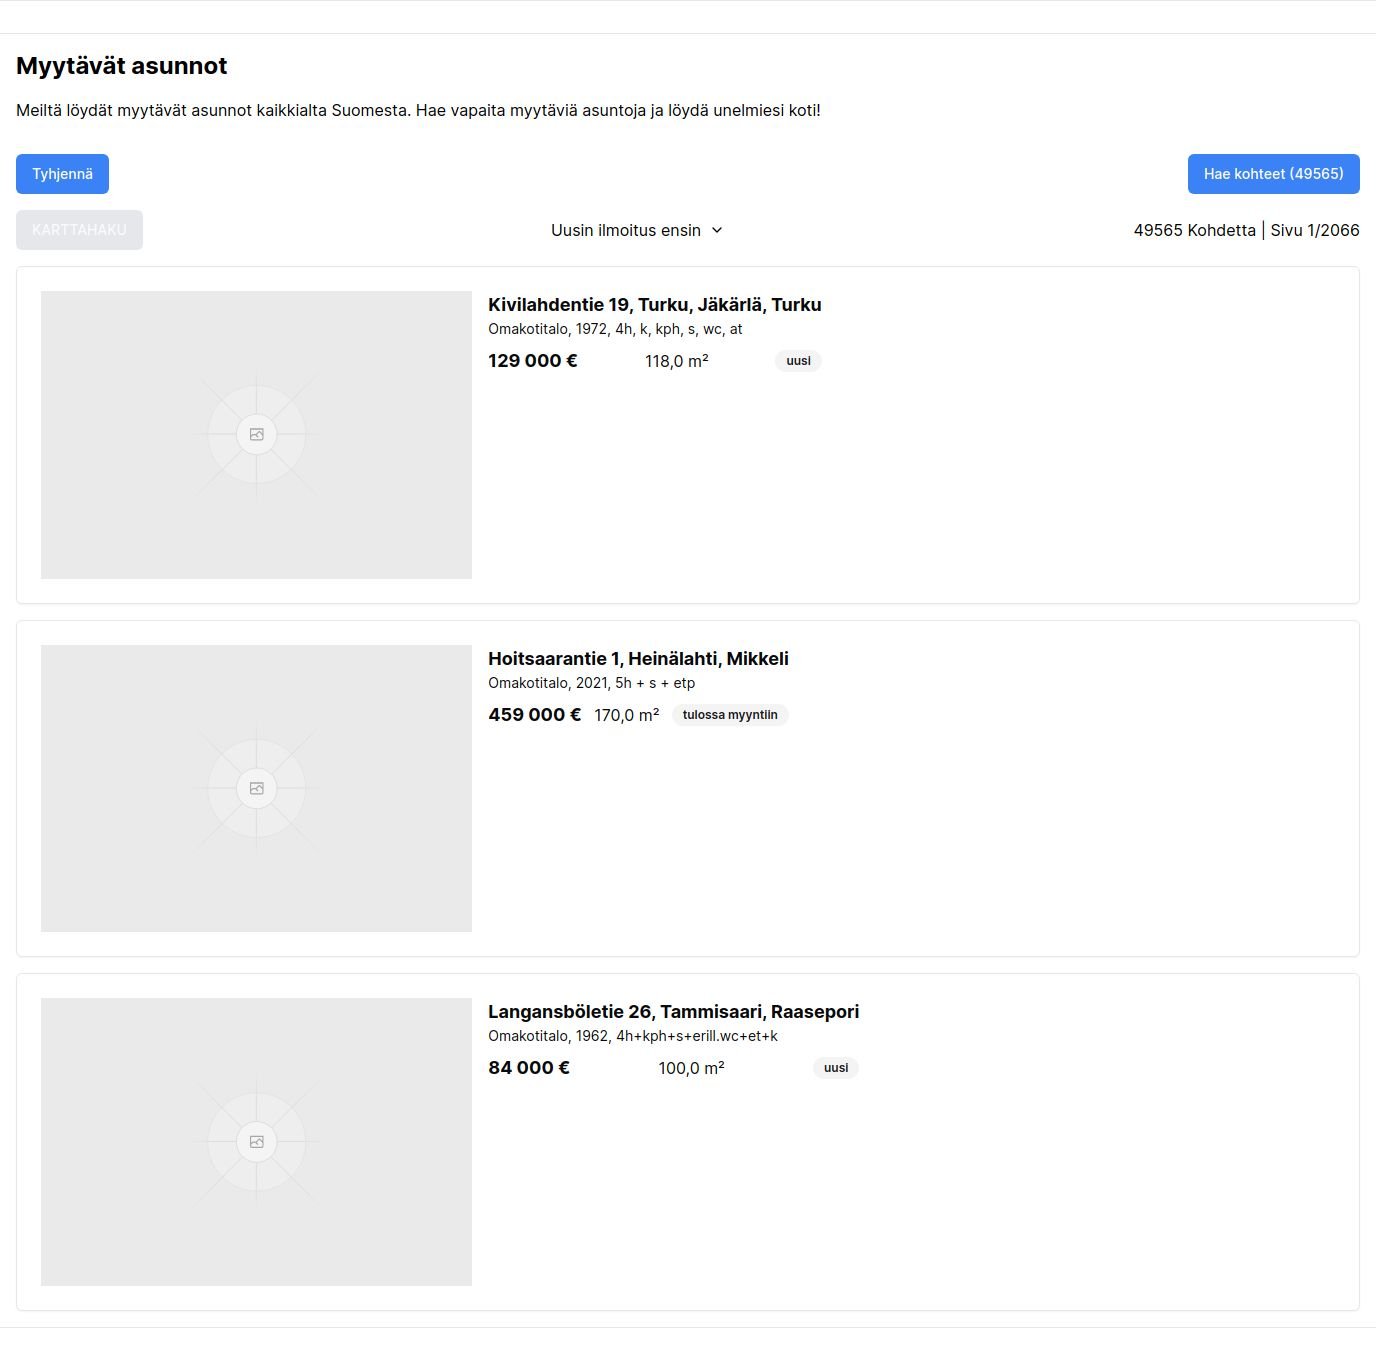 Myytävät asunnot
Meiltä löydät myytävät asunnot kaikkialta Suomesta. Hae vapaita myytäviä asuntoja ja löydä unelmiesi koti!
Tyhjennä
Hae kohteet (49565)
KARTTAHAKU
Uusin ilmoitus ensin
49565 Kohdetta | Sivu 1/2066
Kivilahdentie 19, Turku, Jäkärlä, Turku
Omakotitalo, 1972, 4h, k, kph, s, wc, at
129 000 € 118,0 m² uusi
Hoitsaarantie 1, Heinälahti, Mikkeli
Omakotitalo, 2021, 5h + s + etp
459 000 € 170,0 m² tulossa myyntiin
Langansböletie 26, Tammisaari, Raasepori
Omakotitalo, 1962, 4h+kph+s+erill.wc+et+k
84 000 € 100,0 m² uusi